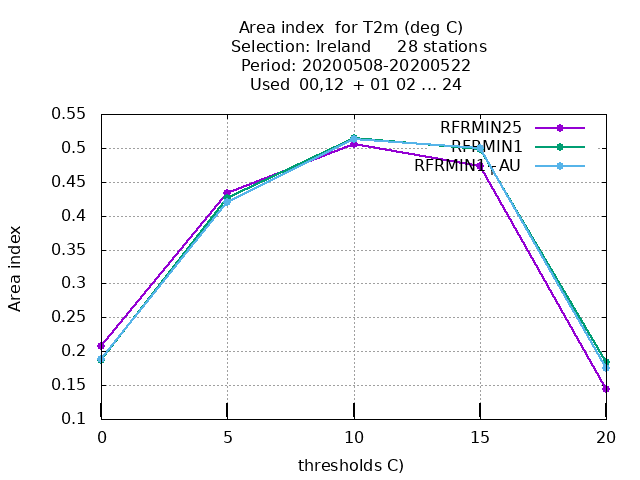 Area index  for T2m (deg C)
Selection: Ireland     28 stations
Period: 20200508-20200522
Used  00,12  + 01 02 ... 24
0.55
0.5
0.45
0.4
0.35
0.3
0.25
0.2
0.15
0.1
Area index
RFRMIN25
RFRMIN1
RFRMIN1_AU
0
5
10
15
20
thresholds C)